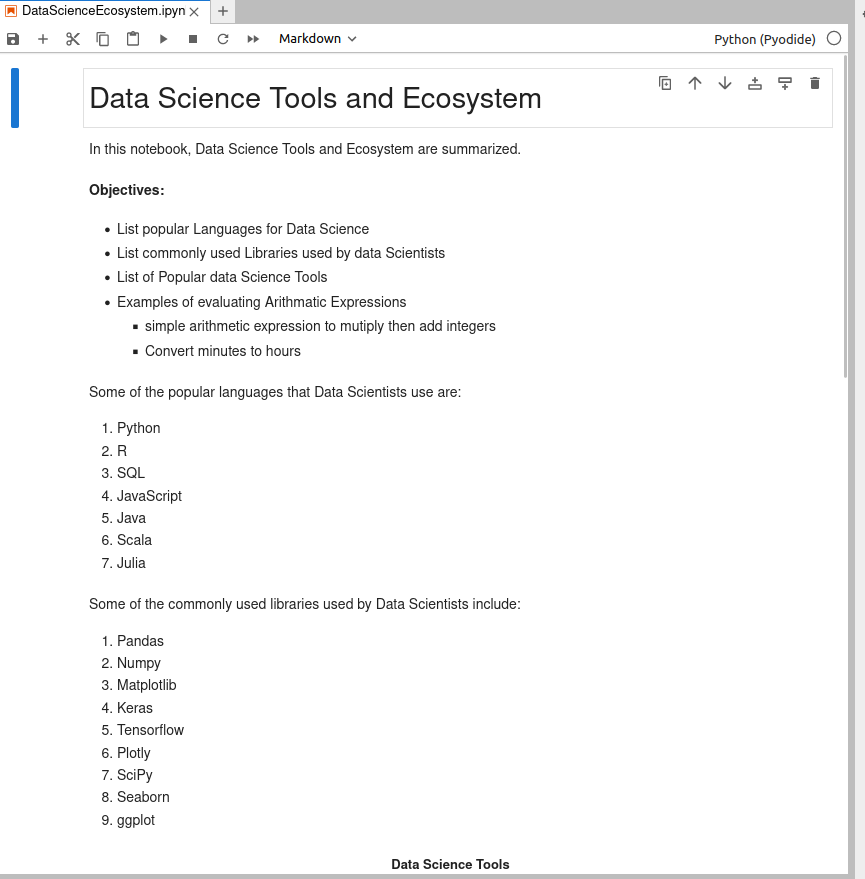 DataScienceEcosystem.ipyn
Markdown
Python (Pyodide)
Data Science Tools and Ecosystem
In this notebook, Data Science Tools and Ecosystem are summarized.
Objectives:
• List popular Languages for Data Science
• List commonly used Libraries used by data Scientists
• List of Popular data Science Tools
• Examples of evaluating Arithmatic Expressions
▪ simple arithmetic expression to mutiply then add integers
▪ Convert minutes to hours
Some of the popular languages that Data Scientists use are:
1. Python
2. R
3. SQL
4. JavaScript
5. Java
6. Scala
7. Julia
Some of the commonly used libraries used by Data Scientists include:
1. Pandas
2. Numpy
3. Matplotlib
4. Keras
5. Tensorflow
6. Plotly
7. SciPy
8. Seaborn
9. ggplot
Data Science Tools